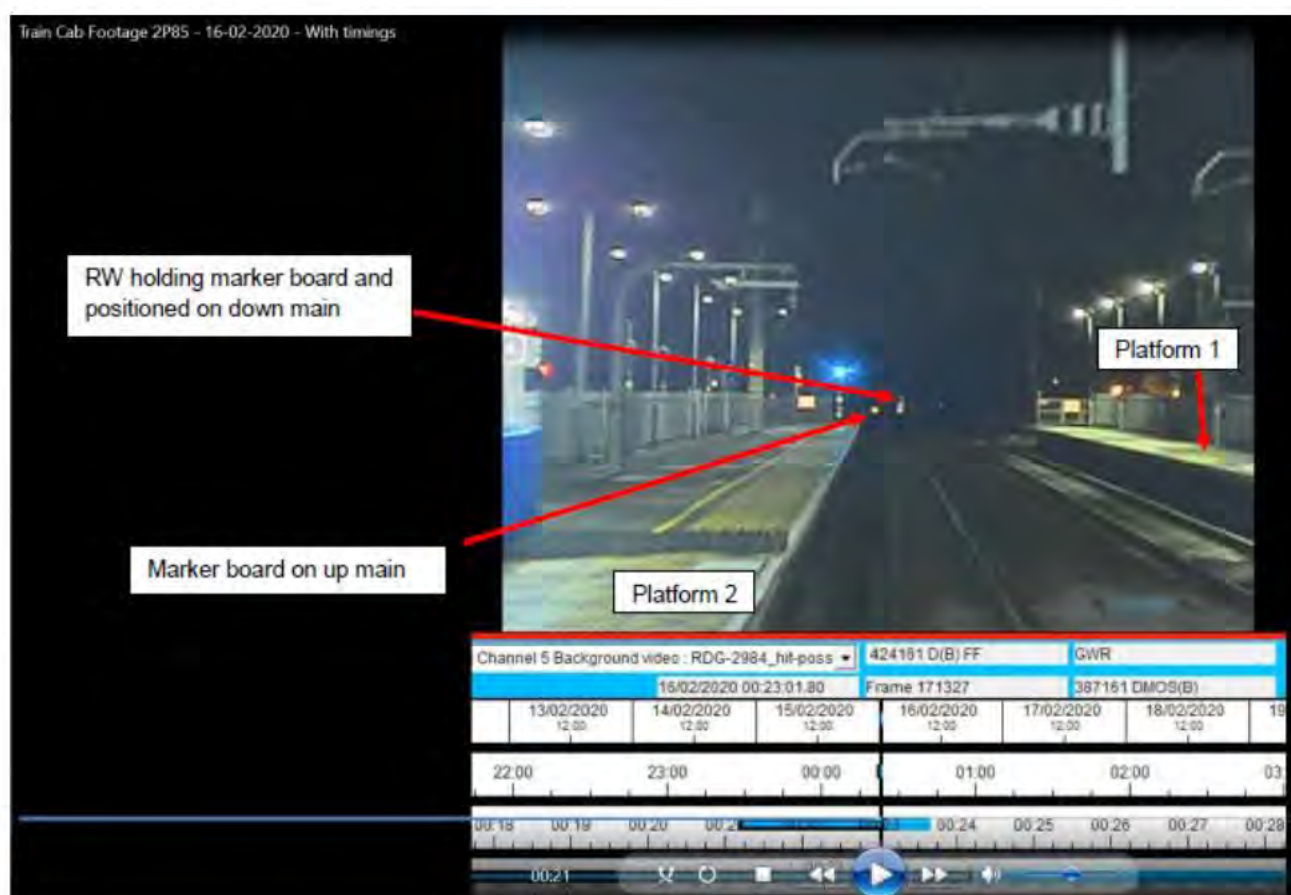 Train Cab Footage 2P85 - 16-02-2020 - With timings
RW holding marker board and
positioned on down main
Platform 1
Marker board on up main
Platform 2
Channel 5 Background video : RDG-2984_hit-poss
424161 D(B) FF
GWR
16/02/2020 00:23:01.80
Frame 171327
387161 DMOS(B)
13/02/2020 14/02/2020 15/02/2020 16/02/2020 17/02/2020 18/02/2020 19
12:00 12:00 12:00 12:00 12:00 12:00
22:00 23:00 00:00 01:00 02:00 03:
00:18 00:19 00:20 00:24 00:25 00:26 00:27 00:28
00:21